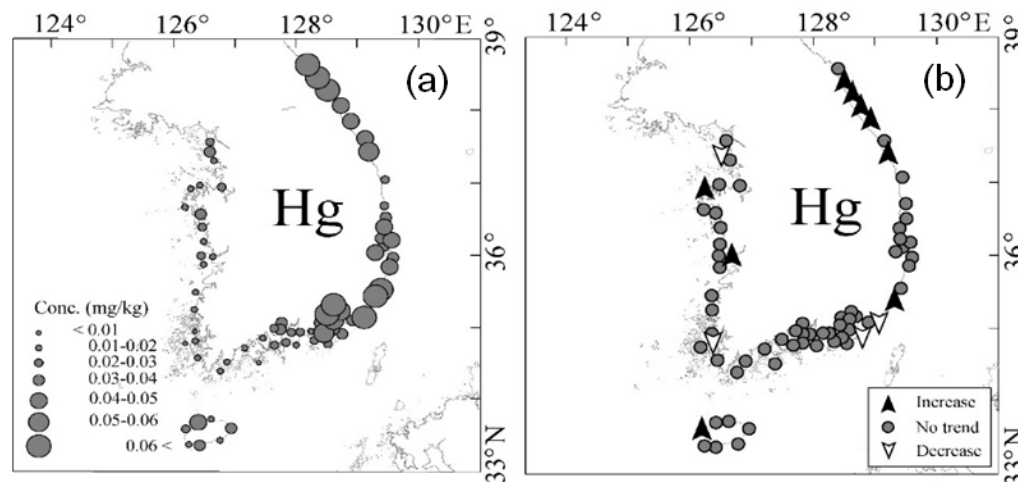 124° 126° 128° 130°E
39°
(a)
Hg
36°
Conc. (mg/kg)
< 0.01
0.01-0.02
0.02-0.03
0.03-0.04
0.04-0.05
0.05-0.06
0.06 <
33°N
124° 126° 128° 130°E
39°
(b)
Hg
36°
Increase
No trend
Decrease
33°N